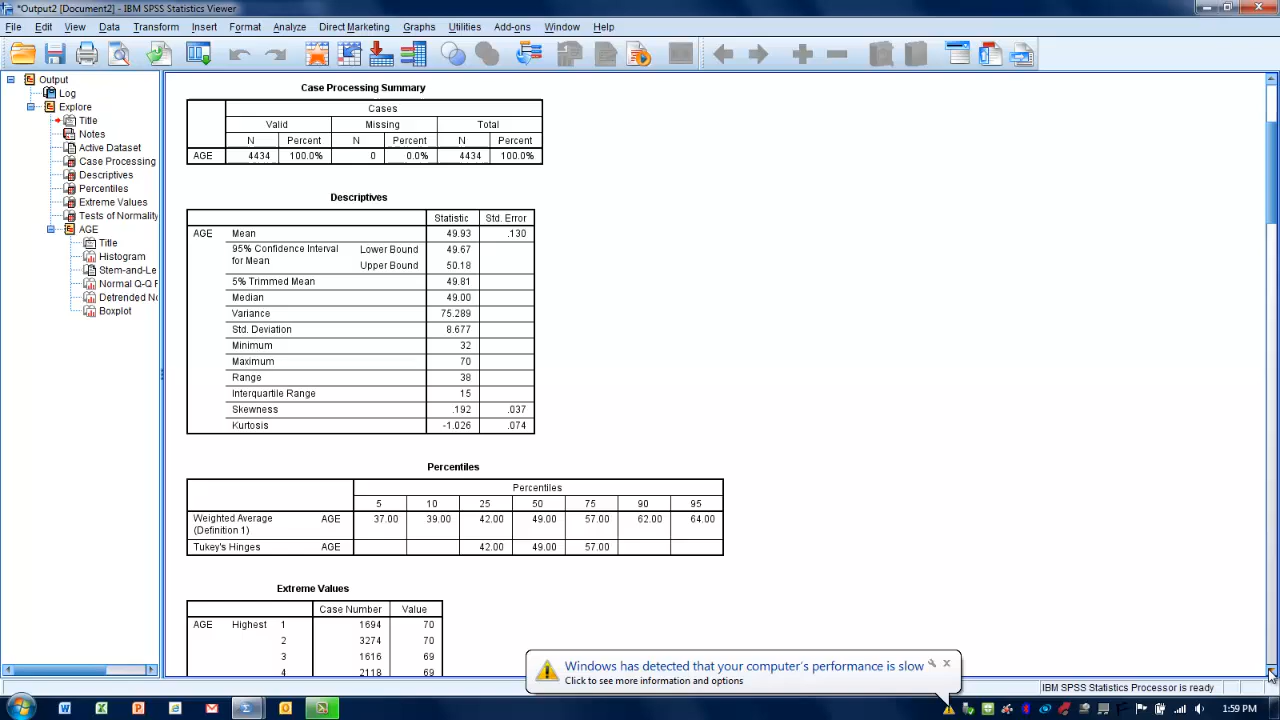 *Output2 [Document2] - IBM SPSS Statistics Viewer
File Edit View Data Transform Insert Format Analyze Direct Marketing Graphs Utilities Add-ons Window Help
Output
Log
Explore
Title
Notes
Active Dataset
Case Processing
Descriptives
Percentiles
Extreme Values
Tests of Normality
AGE
Title
Histogram
Stem-and-Le
Normal Q-Q F
Detrended No
Boxplot
Case Processing Summary
Cases
Valid Missing Total
N Percent N Percent N Percent
AGE 4434 100.0% 0 0.0% 4434 100.0%
Descriptives
Statistic Std. Error
AGE Mean 49.93 .130
95% Confidence Interval Lower Bound 49.67
for Mean Upper Bound 50.18
5% Trimmed Mean 49.81
Median 49.00
Variance 75.289
Std. Deviation 8.677
Minimum 32
Maximum 70
Range 38
Interquartile Range 15
Skewness .192 .037
Kurtosis -1.026 .074
Percentiles
Percentiles
5 10 25 50 75 90 95
Weighted Average AGE 37.00 39.00 42.00 49.00 57.00 62.00 64.00
(Definition 1)
Tukey's Hinges AGE 42.00 49.00 57.00
Extreme Values
Case Number Value
AGE Highest 1 1694 70
2 3274 70
3 1616 69
4 2118 69
Windows has detected that your computer's performance is slow
Click to see more information and options
IBM SPSS Statistics Processor is ready
1:59 PM